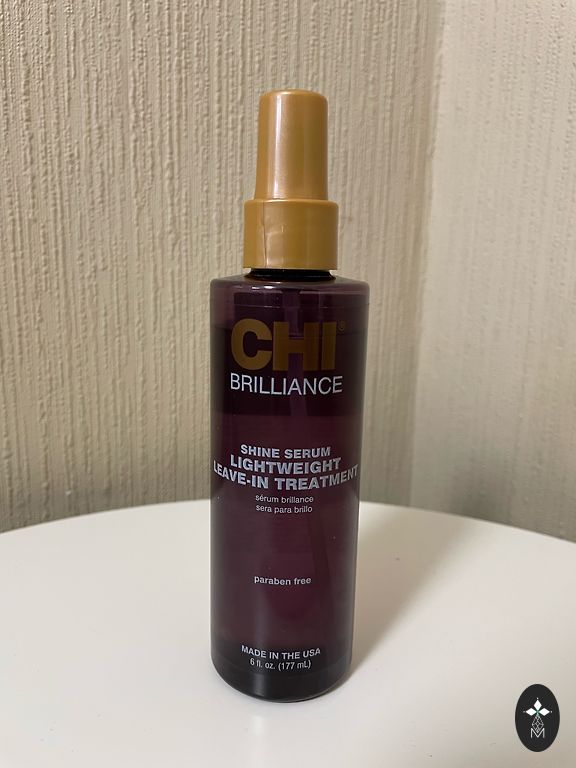 CHI®
BRILLIANCE
SHINE SERUM
LIGHTWEIGHT
LEAVE-IN TREATMENT
sérum brillance
sera para brillo
paraben free
MADE IN THE USA
6 fl. oz. (177 mL)
M